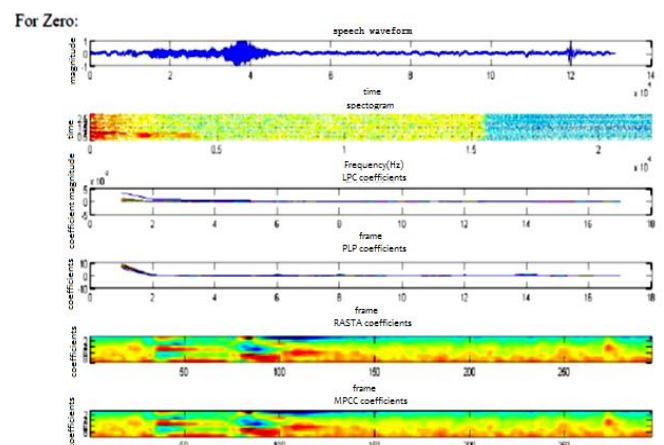 For Zero:
speech waveform
magnitude
1
0
-1
0 2 4 6 8 10 12 14
time
x 10^4
spectogram
time
0 0.5 1 1.5 2
Frequency(Hz)
x 10^4
LPC coefficients
coefficient magnitude
5
0
-5
0 2 4 6 8 10 12 14 16 18
frame
PLP coefficients
coefficients
0
0 2 4 6 8 10 12 14 16 18
frame
RASTA coefficients
coefficients
50 100 150 200 250
frame
MPCC coefficients
coefficients